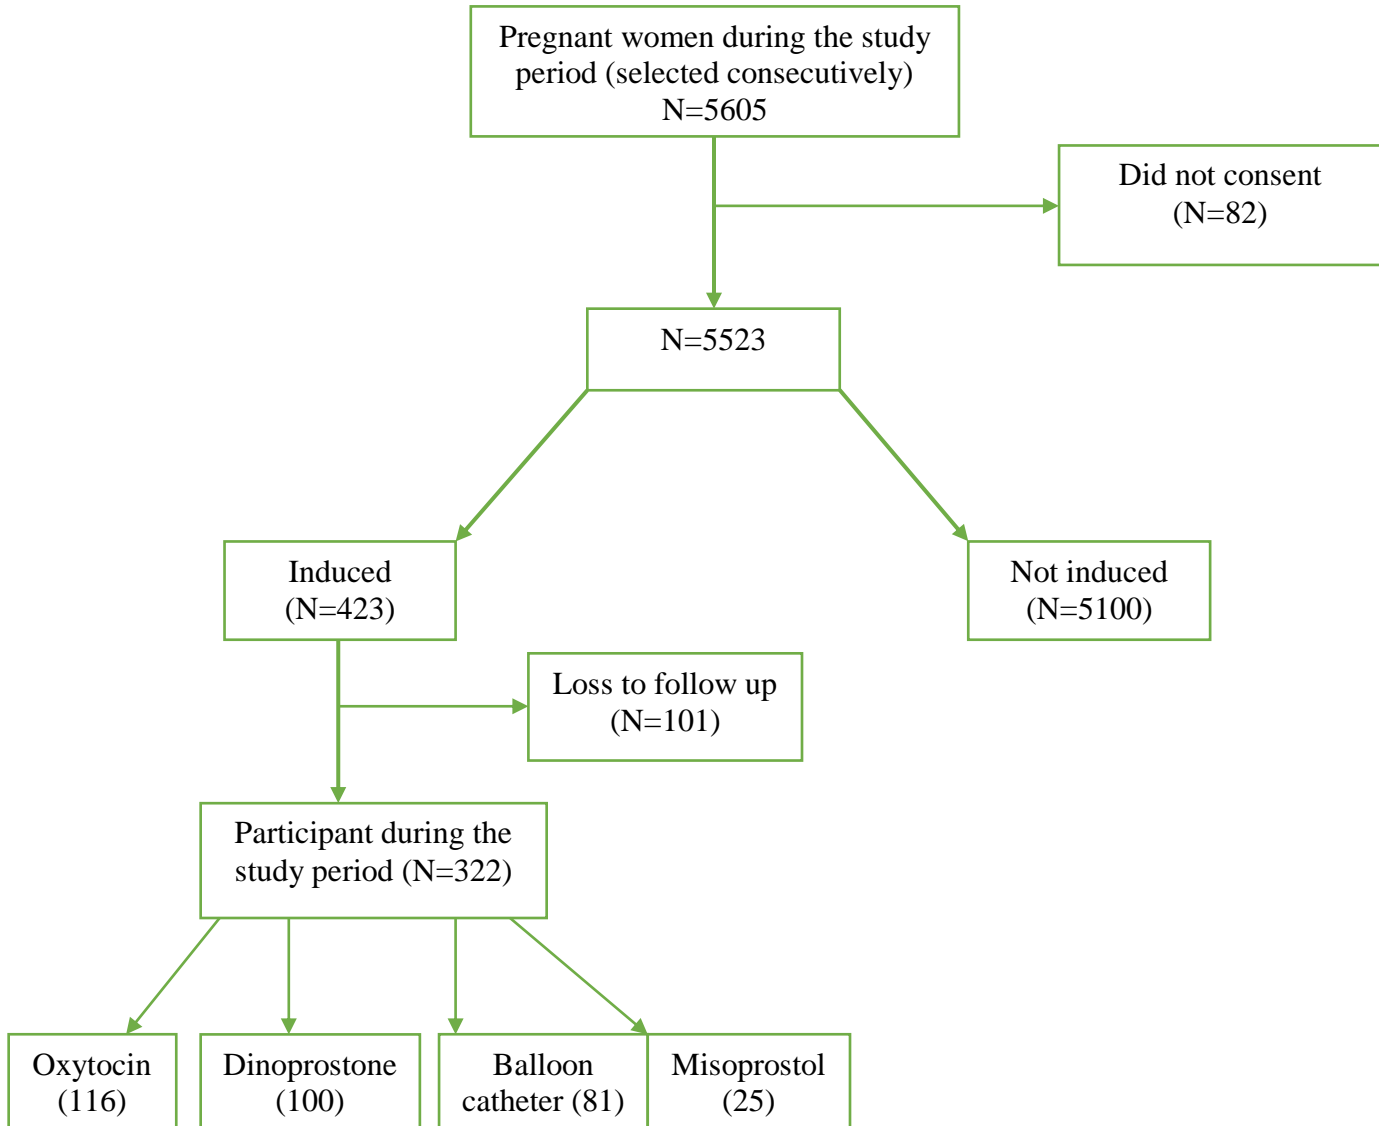 Pregnant women during the study
period (selected consecutively)
N=5605
Did not consent
(N=82)
N=5523
Induced
(N=423)
Not induced
(N=5100)
Loss to follow up
(N=101)
Participant during the
study period (N=322)
Oxytocin
(116)
Dinoprostone
(100)
Balloon
catheter (81)
Misoprostol
(25)